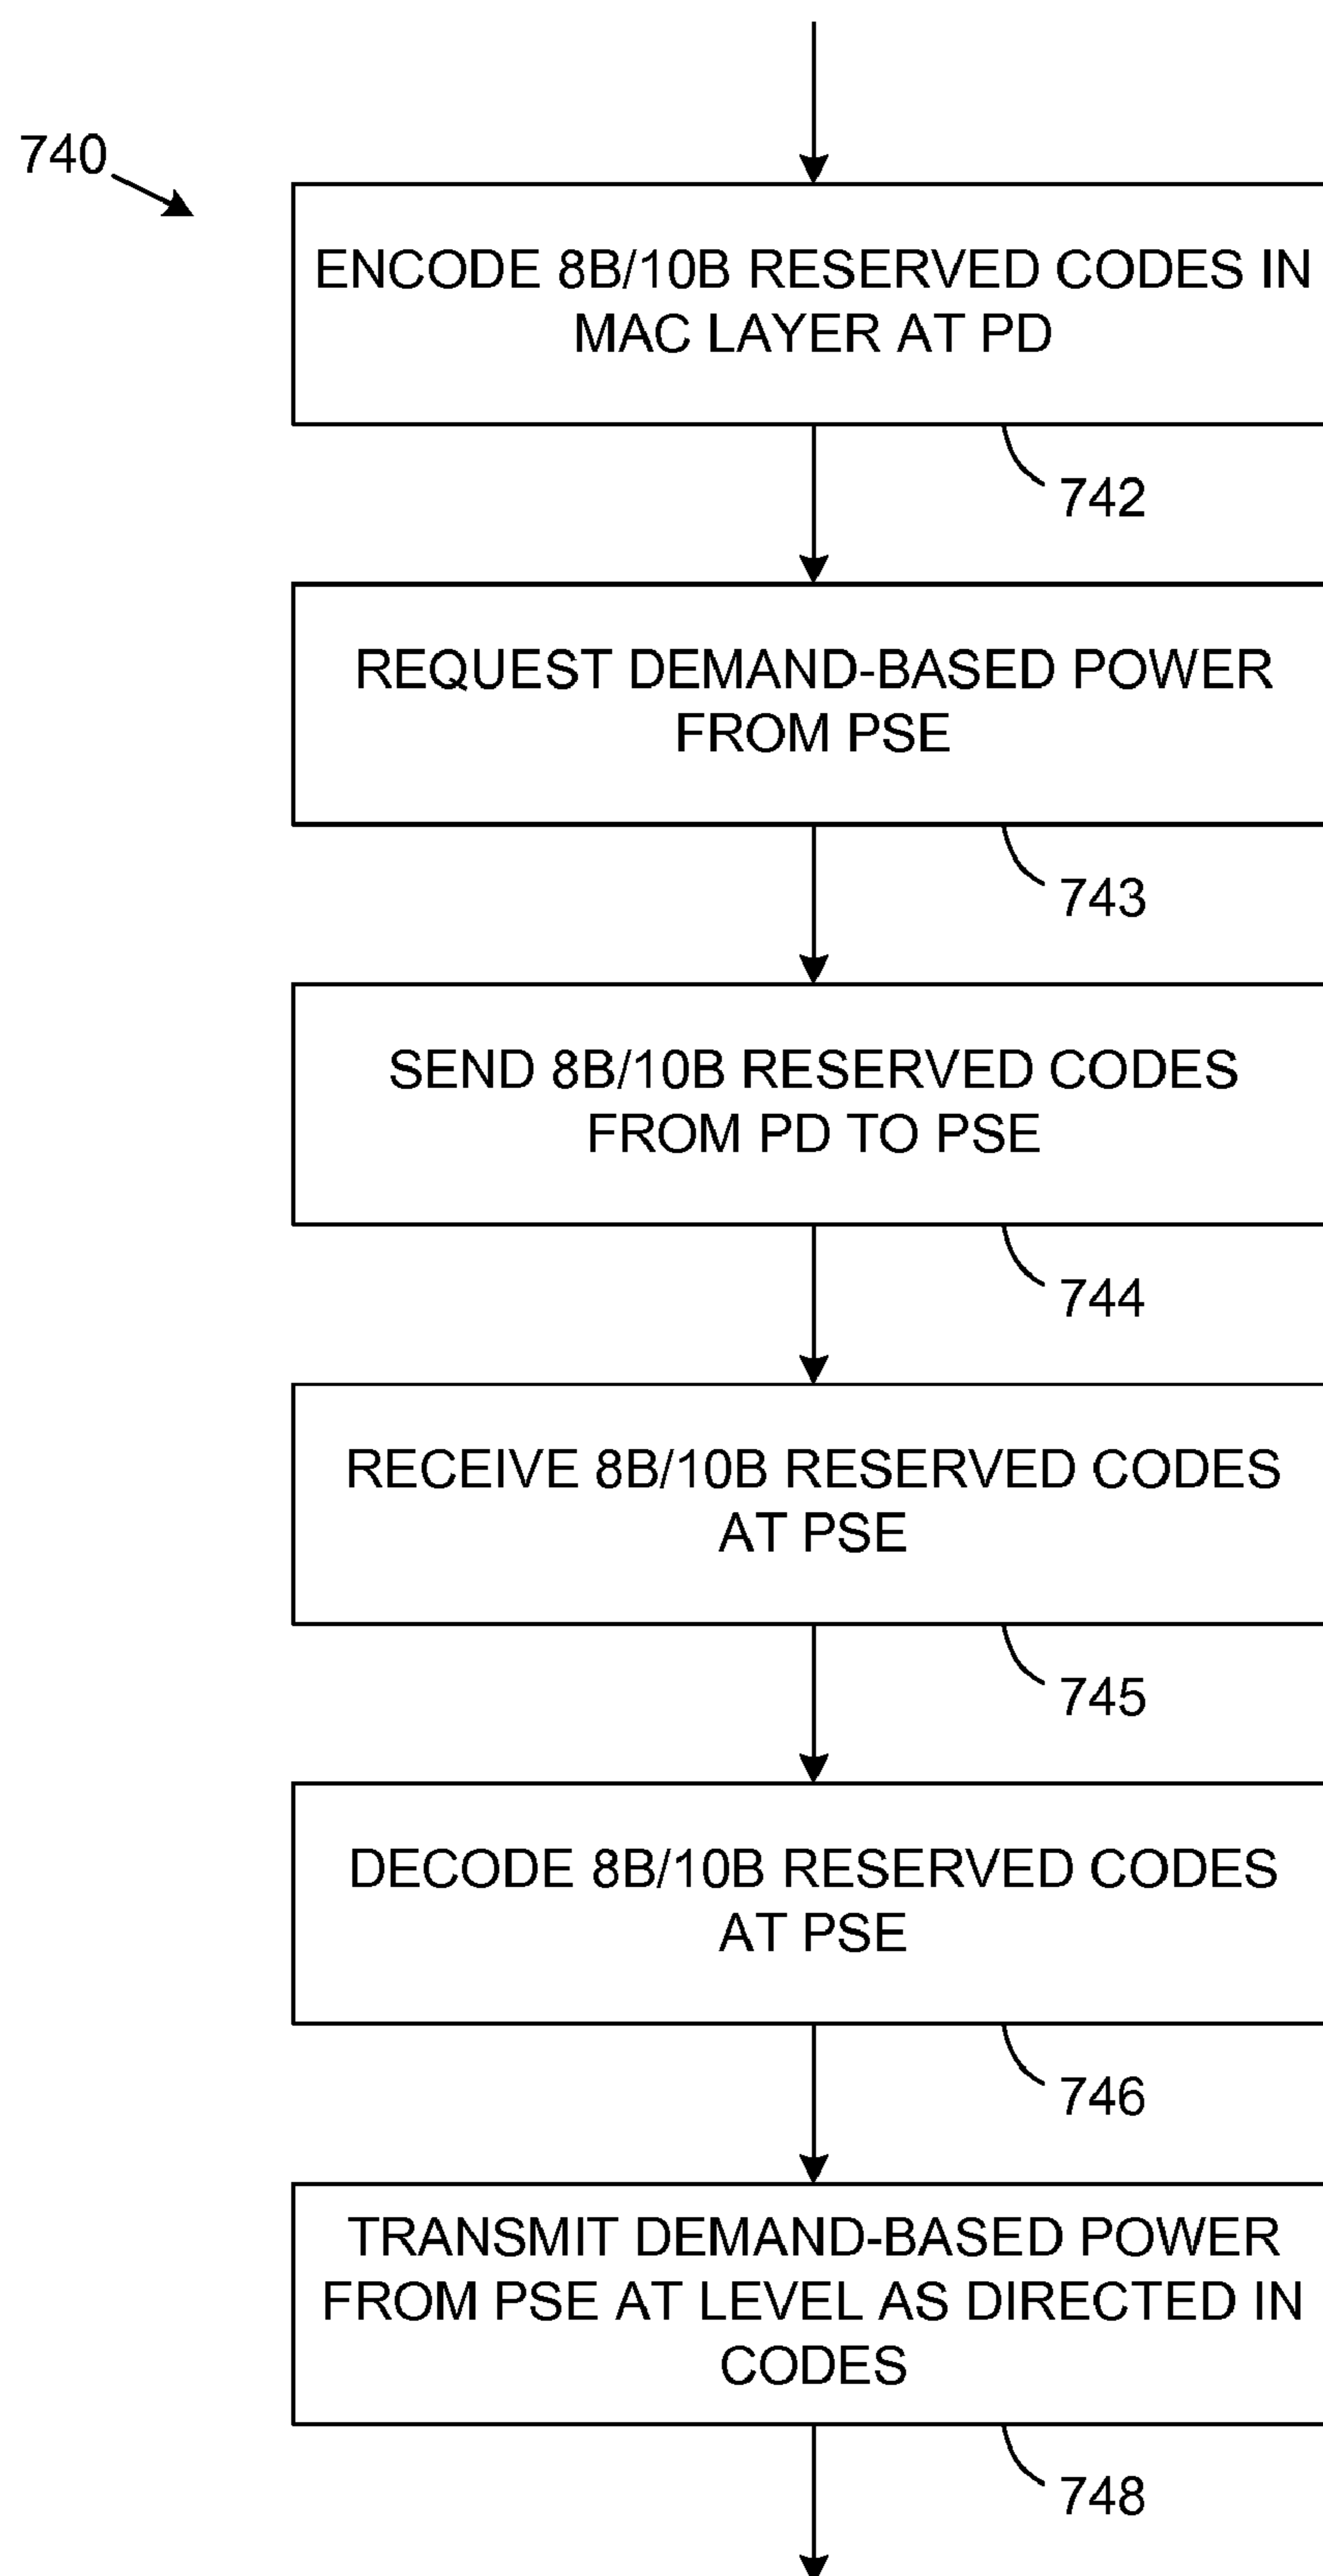 740
ENCODE 8B/10B RESERVED CODES IN
MAC LAYER AT PD
742
REQUEST DEMAND-BASED POWER
FROM PSE
743
SEND 8B/10B RESERVED CODES
FROM PD TO PSE
744
RECEIVE 8B/10B RESERVED CODES
AT PSE
745
DECODE 8B/10B RESERVED CODES
AT PSE
746
TRANSMIT DEMAND-BASED POWER
FROM PSE AT LEVEL AS DIRECTED IN
CODES
748